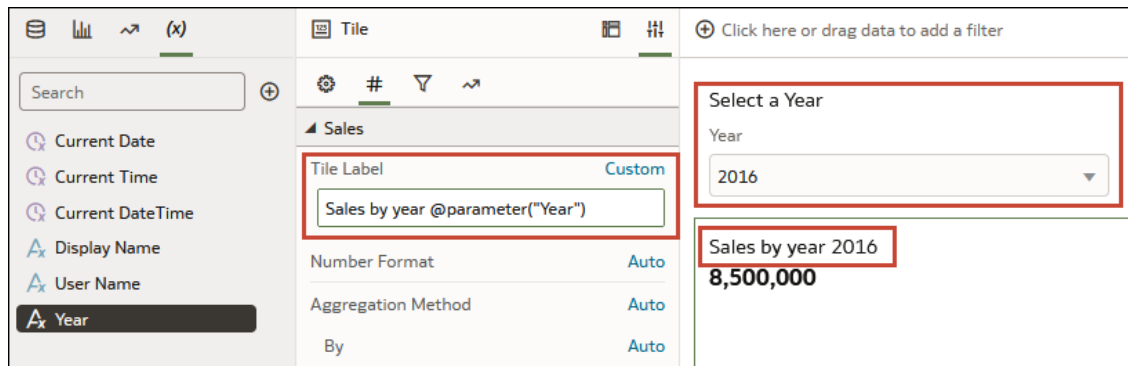 (x)
Search
Current Date
Current Time
Current DateTime
Display Name
User Name
Year
Tile
Sales
Tile Label Custom
Sales by year @parameter("Year")
Number Format Auto
Aggregation Method Auto
By Auto
Click here or drag data to add a filter
Select a Year
Year
2016
Sales by year 2016
8,500,000